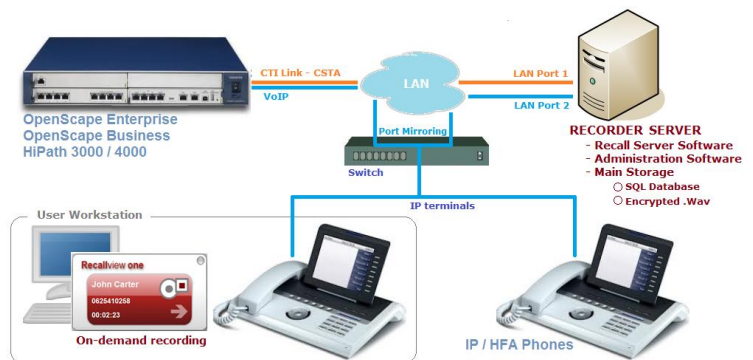 CTI Link - CSTA
VoIP
LAN
LAN Port 1
LAN Port 2
OpenScape Enterprise
OpenScape Business
HiPath 3000 / 4000
Port Mirroring
Switch
RECORDER SERVER
- Recall Server Software
- Administration Software
- Main Storage
SQL Database
Encrypted .Wav
IP terminals
User Workstation
Recallview one
John Carter
0625410258
00:02:23
On-demand recording
IP / HFA Phones